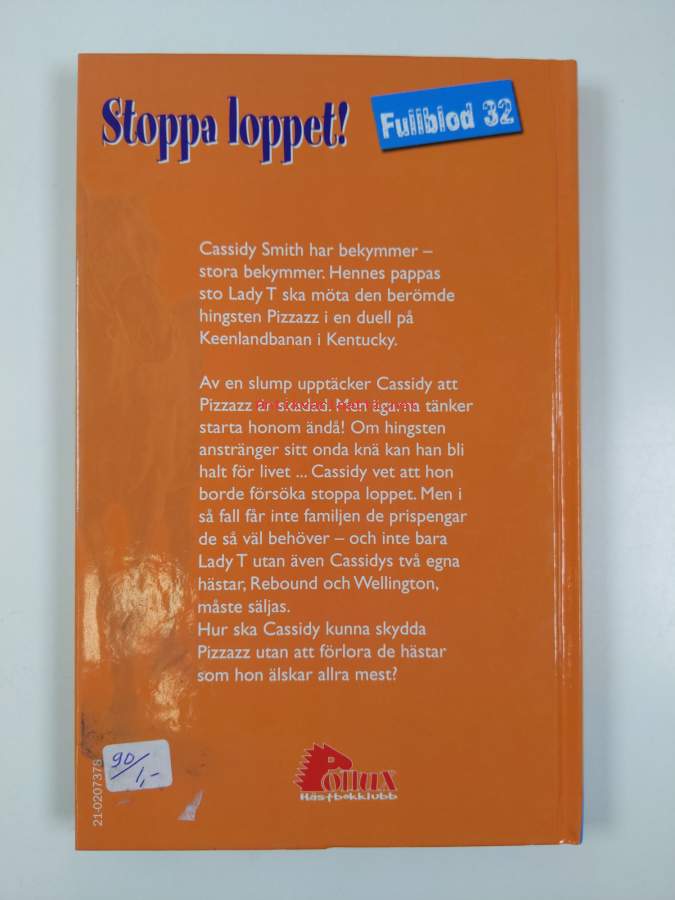 Stoppa loppet!
Fullblod 32
Cassidy Smith har bekymmer –
stora bekymmer. Hennes pappas
sto Lady T ska möta den berömde
hingsten Pizzazz i en duell på
Keenlandbanan i Kentucky.
Av en slump upptäcker Cassidy att
Pizzazz är skadad. Men ägarna tänker
starta honom ändå! Om hingsten
anstränger sitt onda knä kan han bli
halt för livet ... Cassidy vet att hon
borde försöka stoppa loppet. Men i
så fall får inte familjen de prispengar
de så väl behöver – och inte bara
Lady T utan även Cassidys två egna
hästar, Rebound och Wellington,
måste säljas.
Hur ska Cassidy kunna skydda
Pizzazz utan att förlora de hästar
som hon älskar allra mest?
90/1,-
21-0207378
Pollux
Hästbokklubb